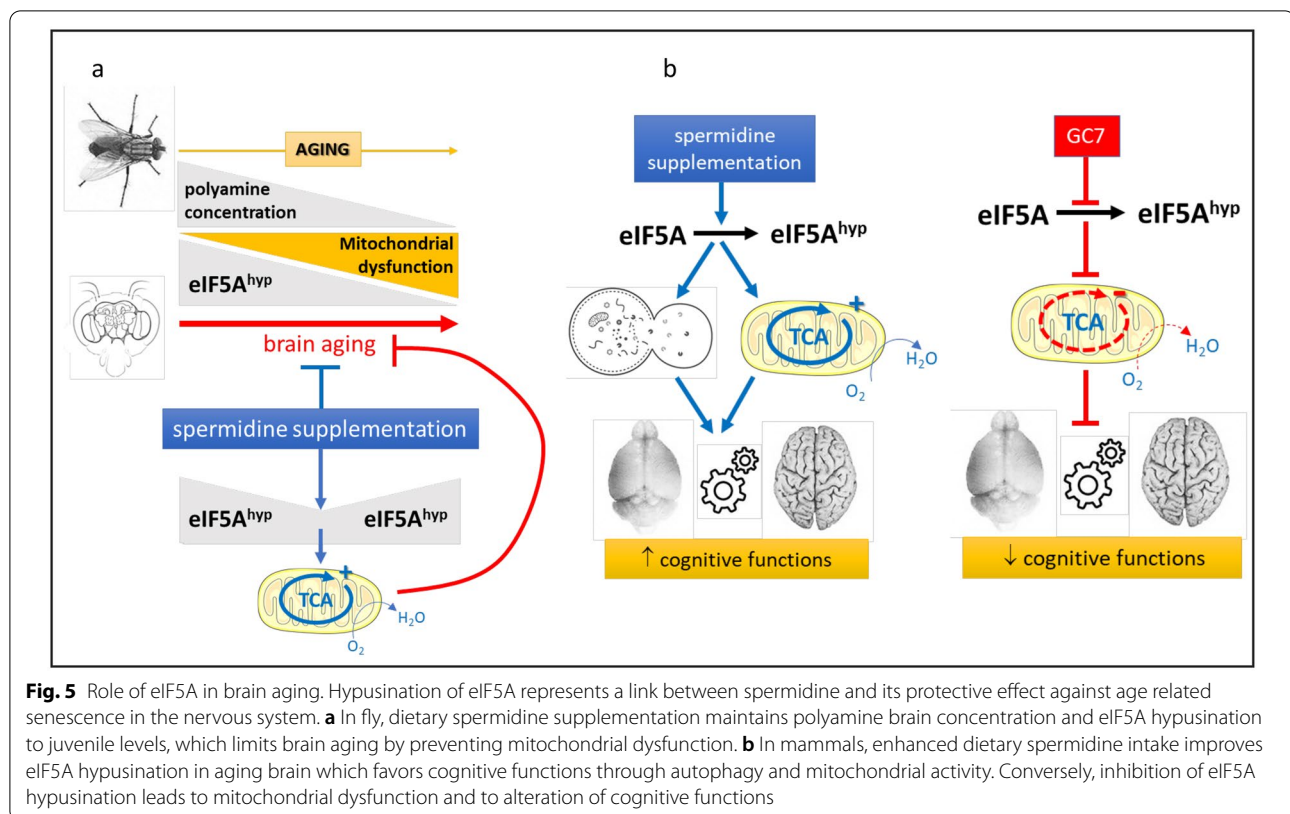 a
AGING
polyamine
concentration
Mitochondrial
dysfunction
eIF5Ahyp
brain aging
spermidine supplementation
eIF5Ahyp eIF5Ahyp
+
TCA
H2O
O2
b
spermidine
supplementation
eIF5A eIF5Ahyp
+
TCA
H2O
O2
↑ cognitive functions
GC7
eIF5A eIF5Ahyp
-
TCA
H2O
O2
↓ cognitive functions
Fig. 5 Role of eIF5A in brain aging. Hypusination of eIF5A represents a link between spermidine and its protective effect against age related
senescence in the nervous system. a In fly, dietary spermidine supplementation maintains polyamine brain concentration and eIF5A hypusination
to juvenile levels, which limits brain aging by preventing mitochondrial dysfunction. b In mammals, enhanced dietary spermidine intake improves
eIF5A hypusination in aging brain which favors cognitive functions through autophagy and mitochondrial activity. Conversely, inhibition of eIF5A
hypusination leads to mitochondrial dysfunction and to alteration of cognitive functions